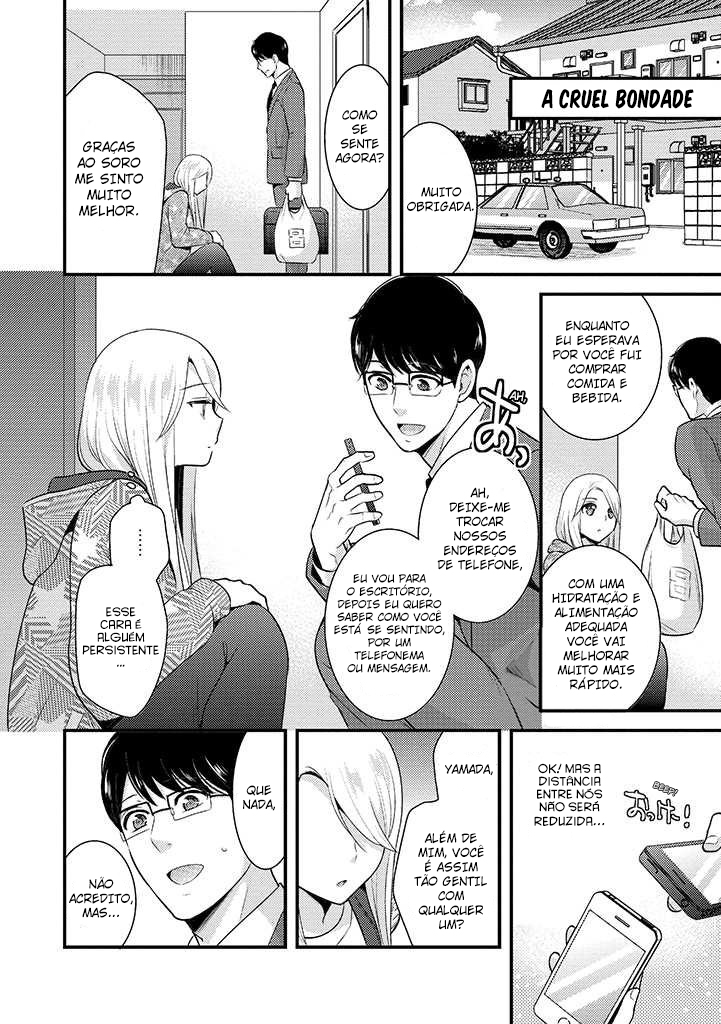 A CRUEL BONDADE
MUITO
OBRIGADA.
COMO
SE
SENTE
AGORA?
GRAÇAS
AO SORO
ME SINTO
MUITO
MELHOR.
ENQUANTO
EU ESPERAVA
POR VOCÊ FUI
COMPRAR
COMIDA E
BEBIDA.
COM UMA
HIDRATAÇÃO E
ALIMENTAÇÃO
ADEQUADA
VOCÊ VAI
MELHORAR
MUITO MAIS
RÁPIDO.
AH,
あっ
AH,
DEIXE-ME
TROCAR
NOSSOS
ENDEREÇOS
DE TELEFONE,
EU VOU PARA
O ESCRITÓRIO,
DEPOIS EU QUERO
SABER COMO VOCÊ
ESTÁ SE SENTINDO,
POR UM
TELEFONEMA
OU MENSAGEM.
......
ESSE
CARA É
ALGUÉM
PERSISTENTE
...
OK! MAS A
DISTÂNCIA
ENTRE NÓS
NÃO SERÁ
REDUZIDA...
BEEP!
おっけ!
YAMADA,
ALÉM DE
MIM, VOCÊ
É ASSIM
TÃO GENTIL
COM
QUALQUER
UM?
QUE
NADA,
NÃO
ACREDITO,
MAS...